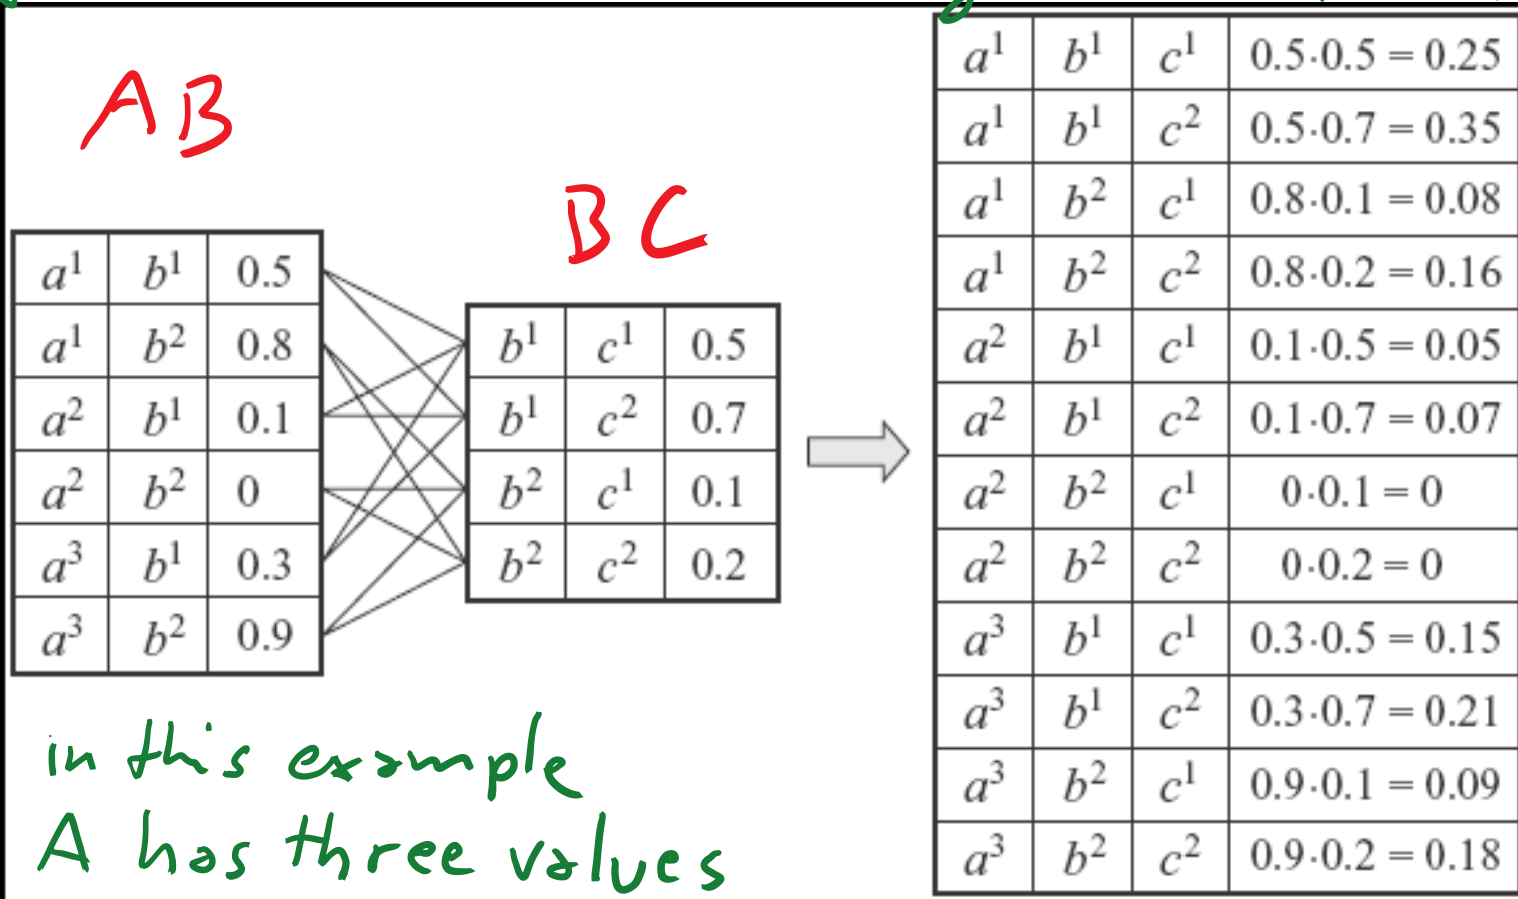 A B
a¹ b¹ 0.5
a¹ b² 0.8
a² b¹ 0.1
a² b² 0
a³ b¹ 0.3
a³ b² 0.9
B C
b¹ c¹ 0.5
b¹ c² 0.7
b² c¹ 0.1
b² c² 0.2
a¹ b¹ c¹ 0.5·0.5 = 0.25
a¹ b¹ c² 0.5·0.7 = 0.35
a¹ b² c¹ 0.8·0.1 = 0.08
a¹ b² c² 0.8·0.2 = 0.16
a² b¹ c¹ 0.1·0.5 = 0.05
a² b¹ c² 0.1·0.7 = 0.07
a² b² c¹ 0·0.1 = 0
a² b² c² 0·0.2 = 0
a³ b¹ c¹ 0.3·0.5 = 0.15
a³ b¹ c² 0.3·0.7 = 0.21
a³ b² c¹ 0.9·0.1 = 0.09
a³ b² c² 0.9·0.2 = 0.18
in this example
A has three values